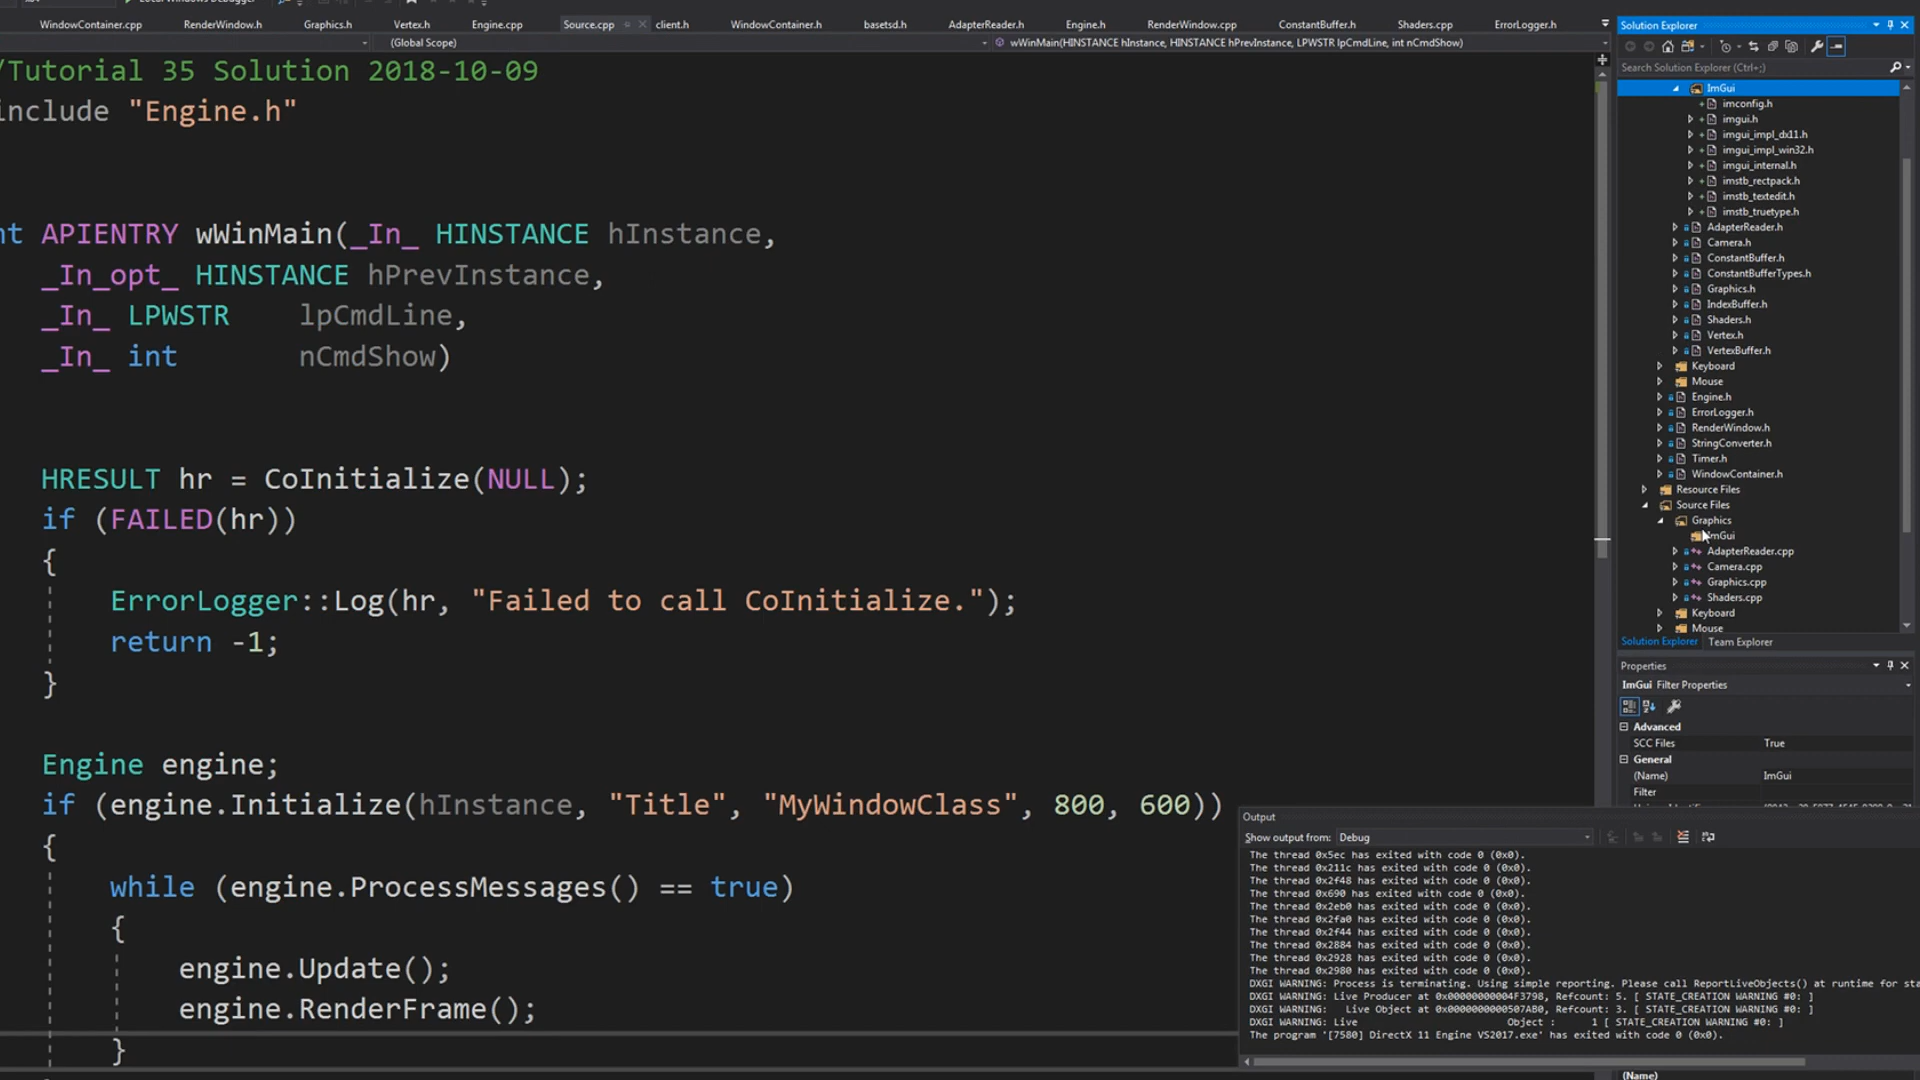 WindowContainer.cpp RenderWindow.h Graphics.h Vertex.h Engine.cpp Source.cpp client.h WindowContainer.h basetsd.h AdapterReader.h Engine.h RenderWindow.cpp ConstantBuffer.h Shaders.cpp ErrorLogger.h
(Global Scope) wWinMain(HINSTANCE hInstance, HINSTANCE hPrevInstance, LPWSTR lpCmdLine, int nCmdShow)
/Tutorial 35 Solution 2018-10-09
include "Engine.h"
nt APIENTRY wWinMain(_In_ HINSTANCE hInstance,
_In_opt_ HINSTANCE hPrevInstance,
_In_ LPWSTR lpCmdLine,
_In_ int nCmdShow)
HRESULT hr = CoInitialize(NULL);
if (FAILED(hr))
{
ErrorLogger::Log(hr, "Failed to call CoInitialize.");
return -1;
}
Engine engine;
if (engine.Initialize(hInstance, "Title", "MyWindowClass", 800, 600))
{
while (engine.ProcessMessages() == true)
{
engine.Update();
engine.RenderFrame();
}
Solution Explorer
Search Solution Explorer (Ctrl+;)
ImGui
imconfig.h
imgui.h
imgui_impl_dx11.h
imgui_impl_win32.h
imgui_internal.h
imstb_rectpack.h
imstb_textedit.h
imstb_truetype.h
AdapterReader.h
Camera.h
ConstantBuffer.h
ConstantBufferTypes.h
Graphics.h
IndexBuffer.h
Shaders.h
Vertex.h
VertexBuffer.h
Keyboard
Mouse
Engine.h
ErrorLogger.h
RenderWindow.h
StringConverter.h
Timer.h
WindowContainer.h
Resource Files
Source Files
Graphics
ImGui
AdapterReader.cpp
Camera.cpp
Graphics.cpp
Shaders.cpp
Keyboard
Mouse
Solution Explorer Team Explorer
Properties
ImGui Filter Properties
Advanced
SCC Files True
General
(Name) ImGui
Filter
Output
Show output from: Debug
The thread 0x5ec has exited with code 0 (0x0).
The thread 0x211c has exited with code 0 (0x0).
The thread 0x2f48 has exited with code 0 (0x0).
The thread 0x690 has exited with code 0 (0x0).
The thread 0x2eb0 has exited with code 0 (0x0).
The thread 0x2fa0 has exited with code 0 (0x0).
The thread 0x2f44 has exited with code 0 (0x0).
The thread 0x2884 has exited with code 0 (0x0).
The thread 0x2928 has exited with code 0 (0x0).
The thread 0x2980 has exited with code 0 (0x0).
DXGI WARNING: Process is terminating. Using simple reporting. Please call ReportLiveObjects() at runtime for sta
DXGI WARNING: Live Producer at 0x00000000004F3798, Refcount: 5. [ STATE_CREATION WARNING #0: ]
DXGI WARNING: Live Object at 0x0000000000507AB0, Refcount: 3. [ STATE_CREATION WARNING #0: ]
DXGI WARNING: Live Object : 1 [ STATE_CREATION WARNING #0: ]
The program '[7580] DirectX 11 Engine VS2017.exe' has exited with code 0 (0x0).
(Name)